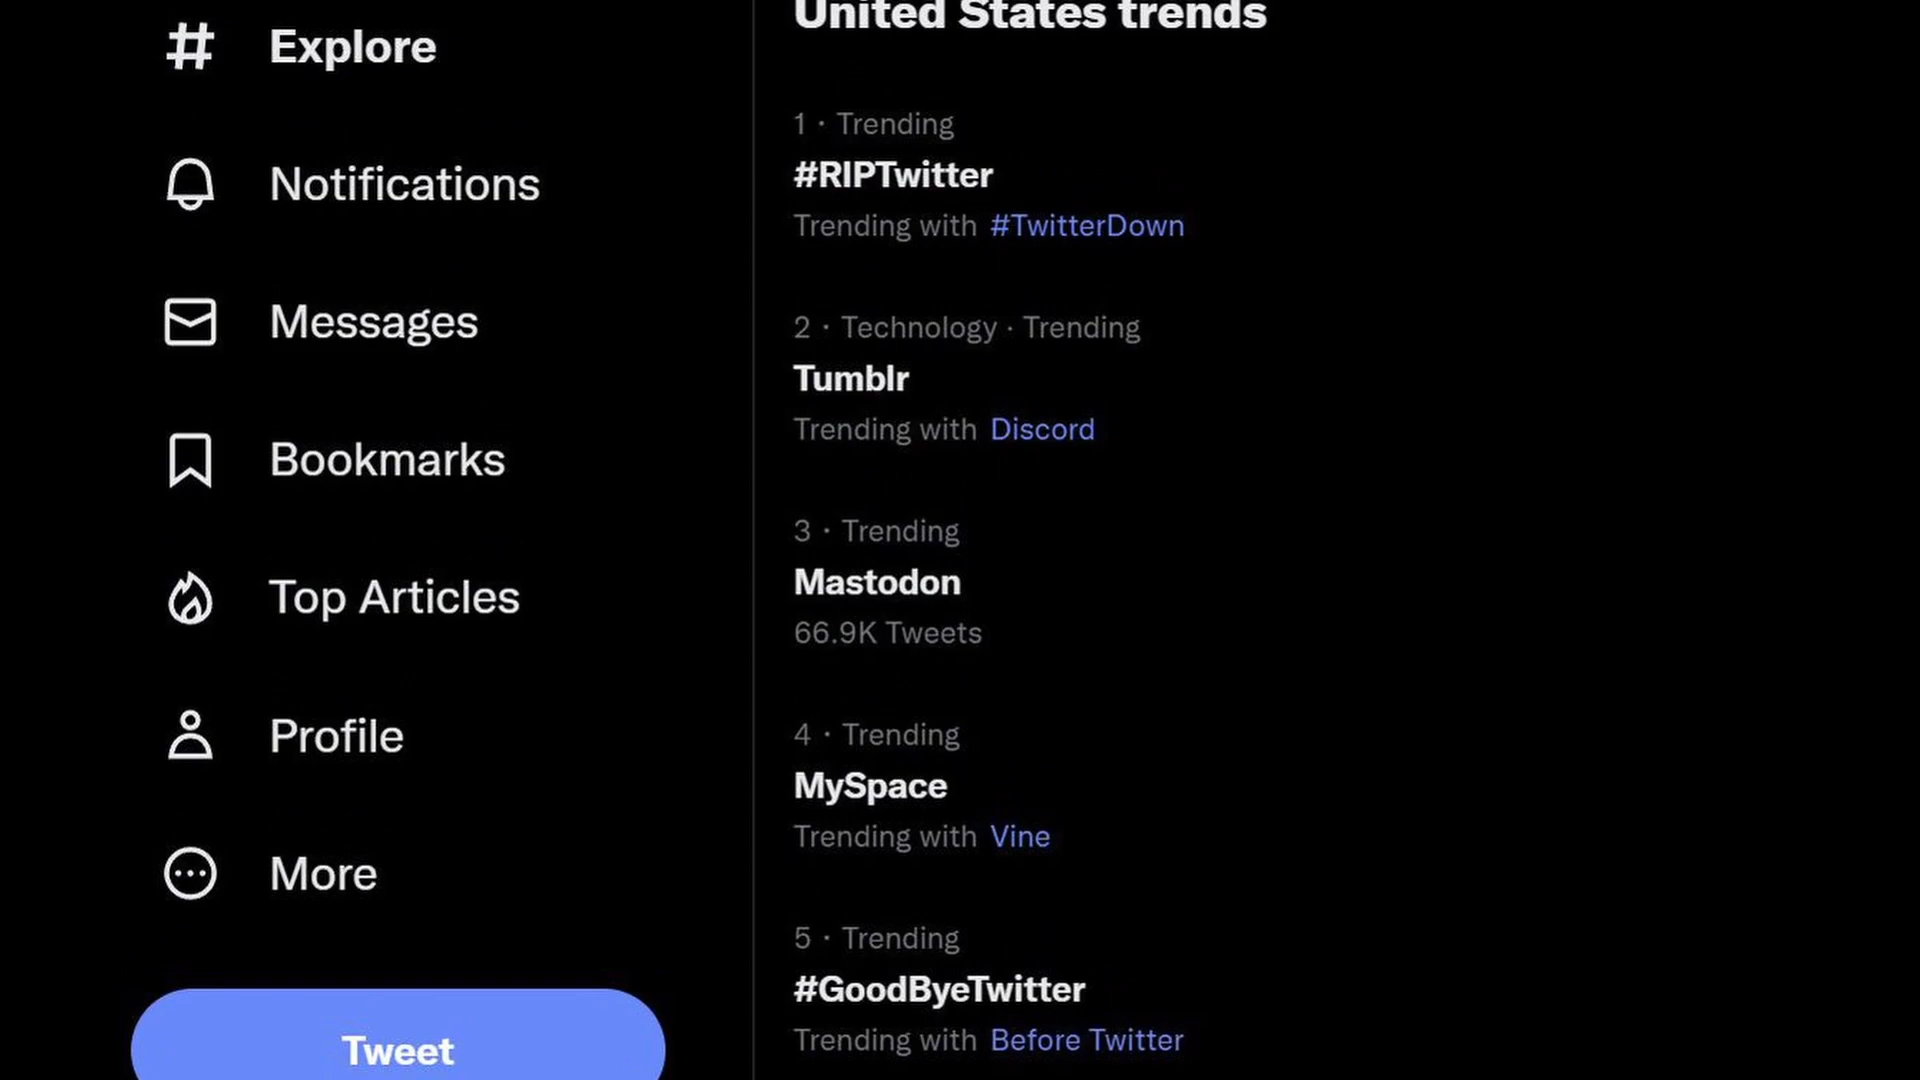 Explore
Notifications
Messages
Bookmarks
Top Articles
Profile
More
Tweet
United States trends
1 · Trending
#RIPTwitter
Trending with #TwitterDown
2 · Technology · Trending
Tumblr
Trending with Discord
3 · Trending
Mastodon
66.9K Tweets
4 · Trending
MySpace
Trending with Vine
5 · Trending
#GoodByeTwitter
Trending with Before Twitter